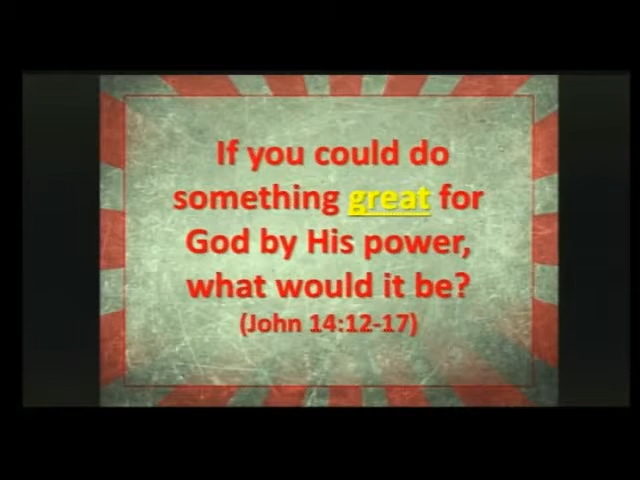 If you could do
something great for
God by His power,
what would it be?
(John 14:12-17)